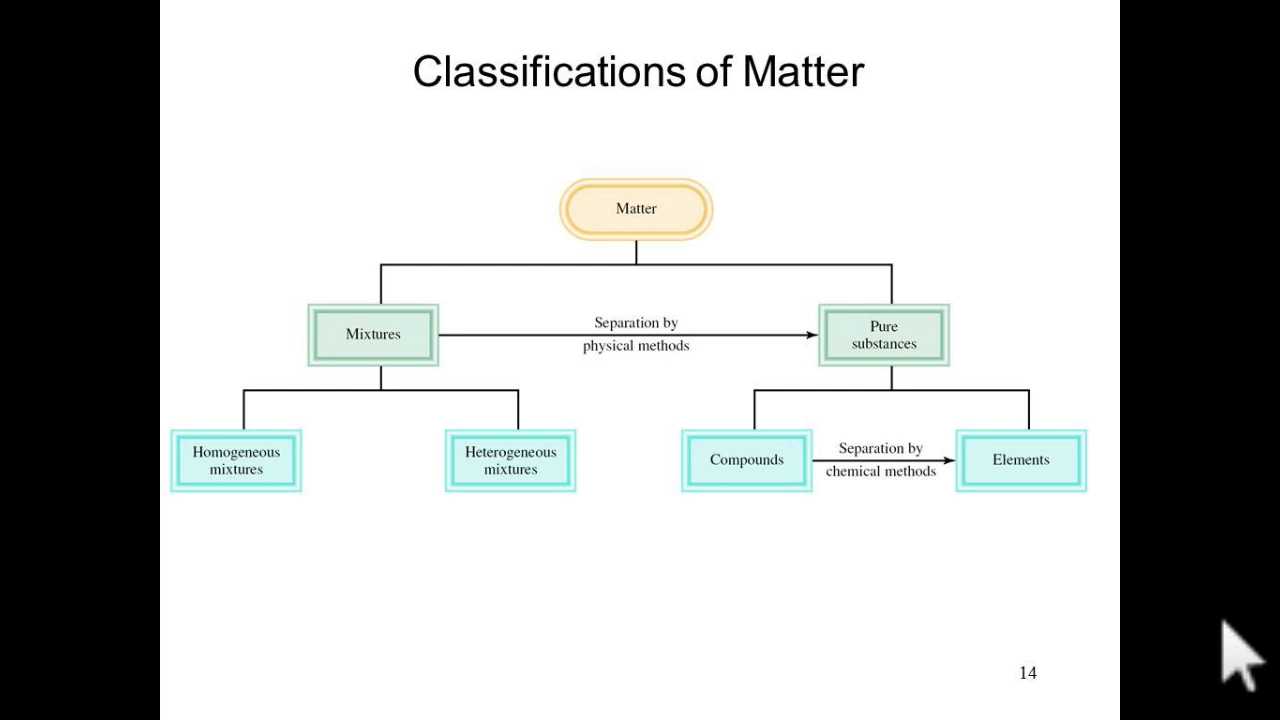 Classifications of Matter
Matter
Mixtures
Separation by
physical methods
Pure
substances
Homogeneous
mixtures
Heterogeneous
mixtures
Compounds
Separation by
chemical methods
Elements
14